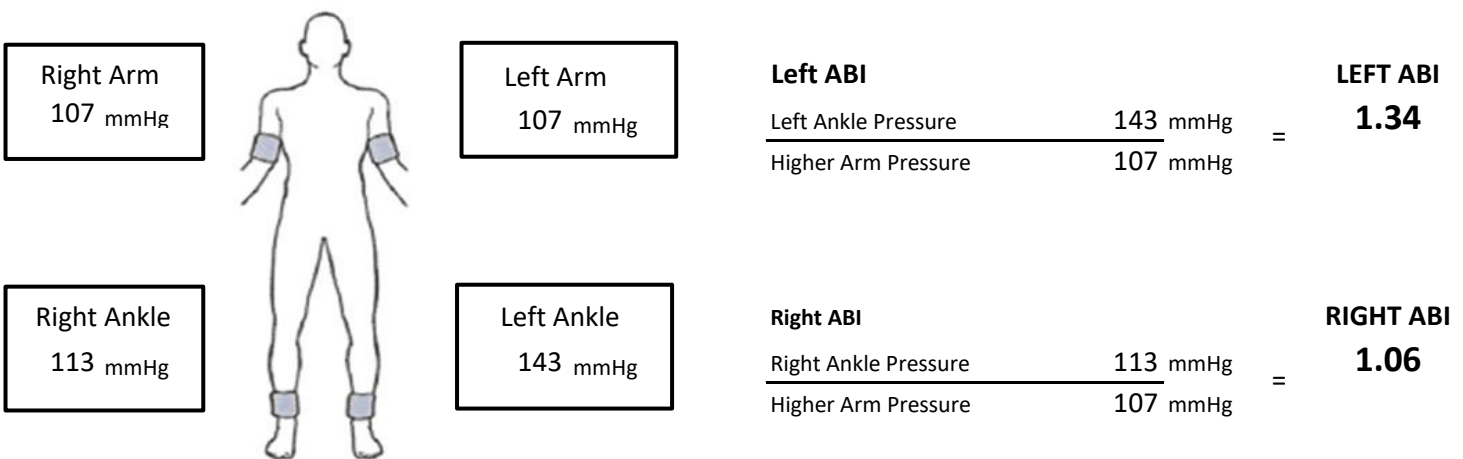 Right Arm
107 mmHg
Left Arm
107 mmHg
Right Ankle
113 mmHg
Left Ankle
143 mmHg
Left ABI
LEFT ABI
Left Ankle Pressure 143 mmHg
= 1.34
Higher Arm Pressure 107 mmHg
Right ABI
RIGHT ABI
Right Ankle Pressure 113 mmHg
= 1.06
Higher Arm Pressure 107 mmHg